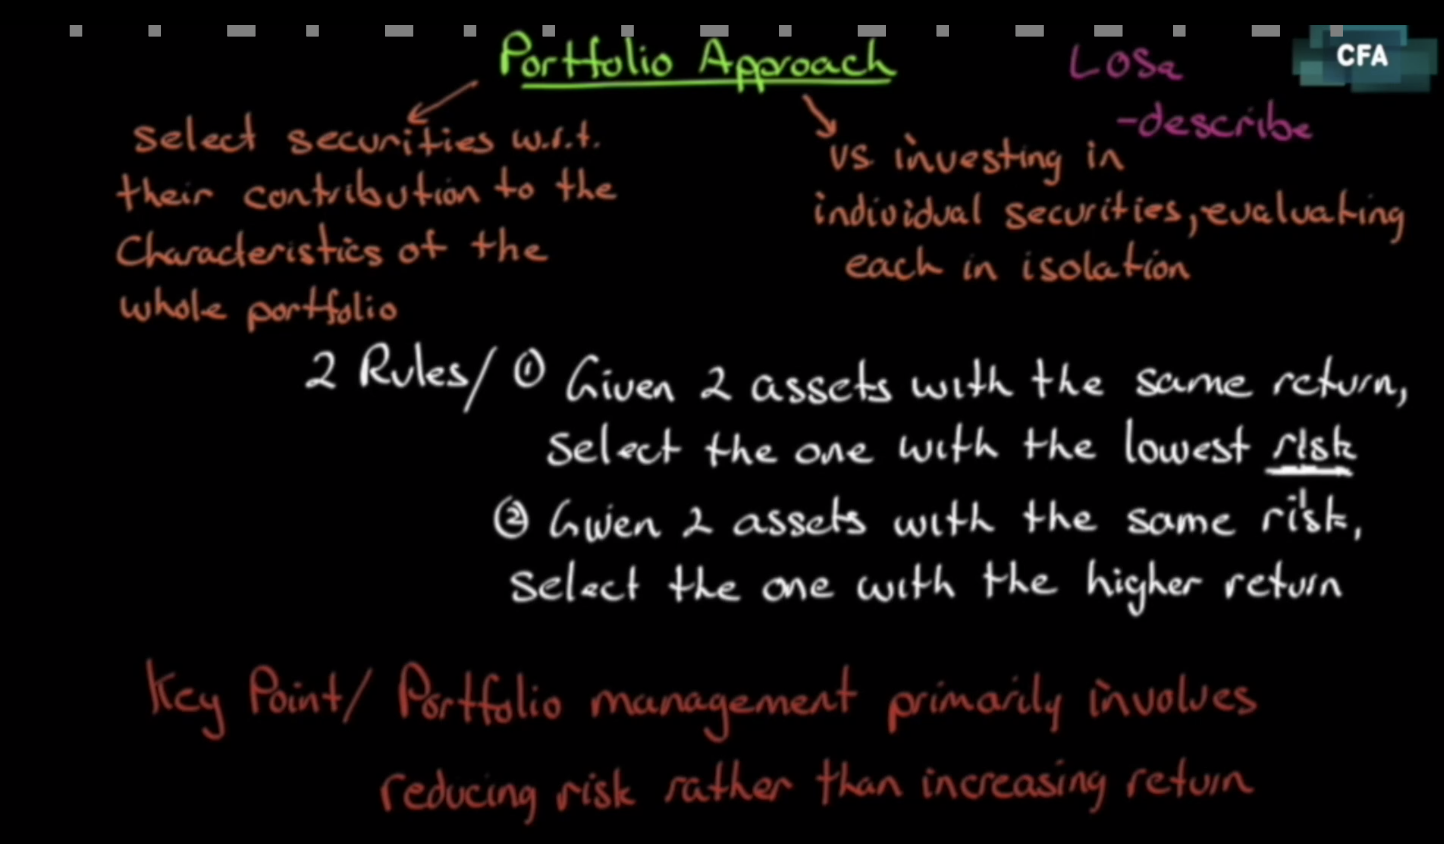 Portfolio Approach
LOSa
CFA
-describe
Select securities w.r.t.
their contribution to the
Characteristics of the
whole portfolio
vs investing in
individual securities, evaluating
each in isolation
2 Rules/ ① Given 2 assets with the same return,
Select the one with the lowest risk
② Given 2 assets with the same risk,
Select the one with the higher return
Key Point/ Portfolio management primarily involves
reducing risk rather than increasing return